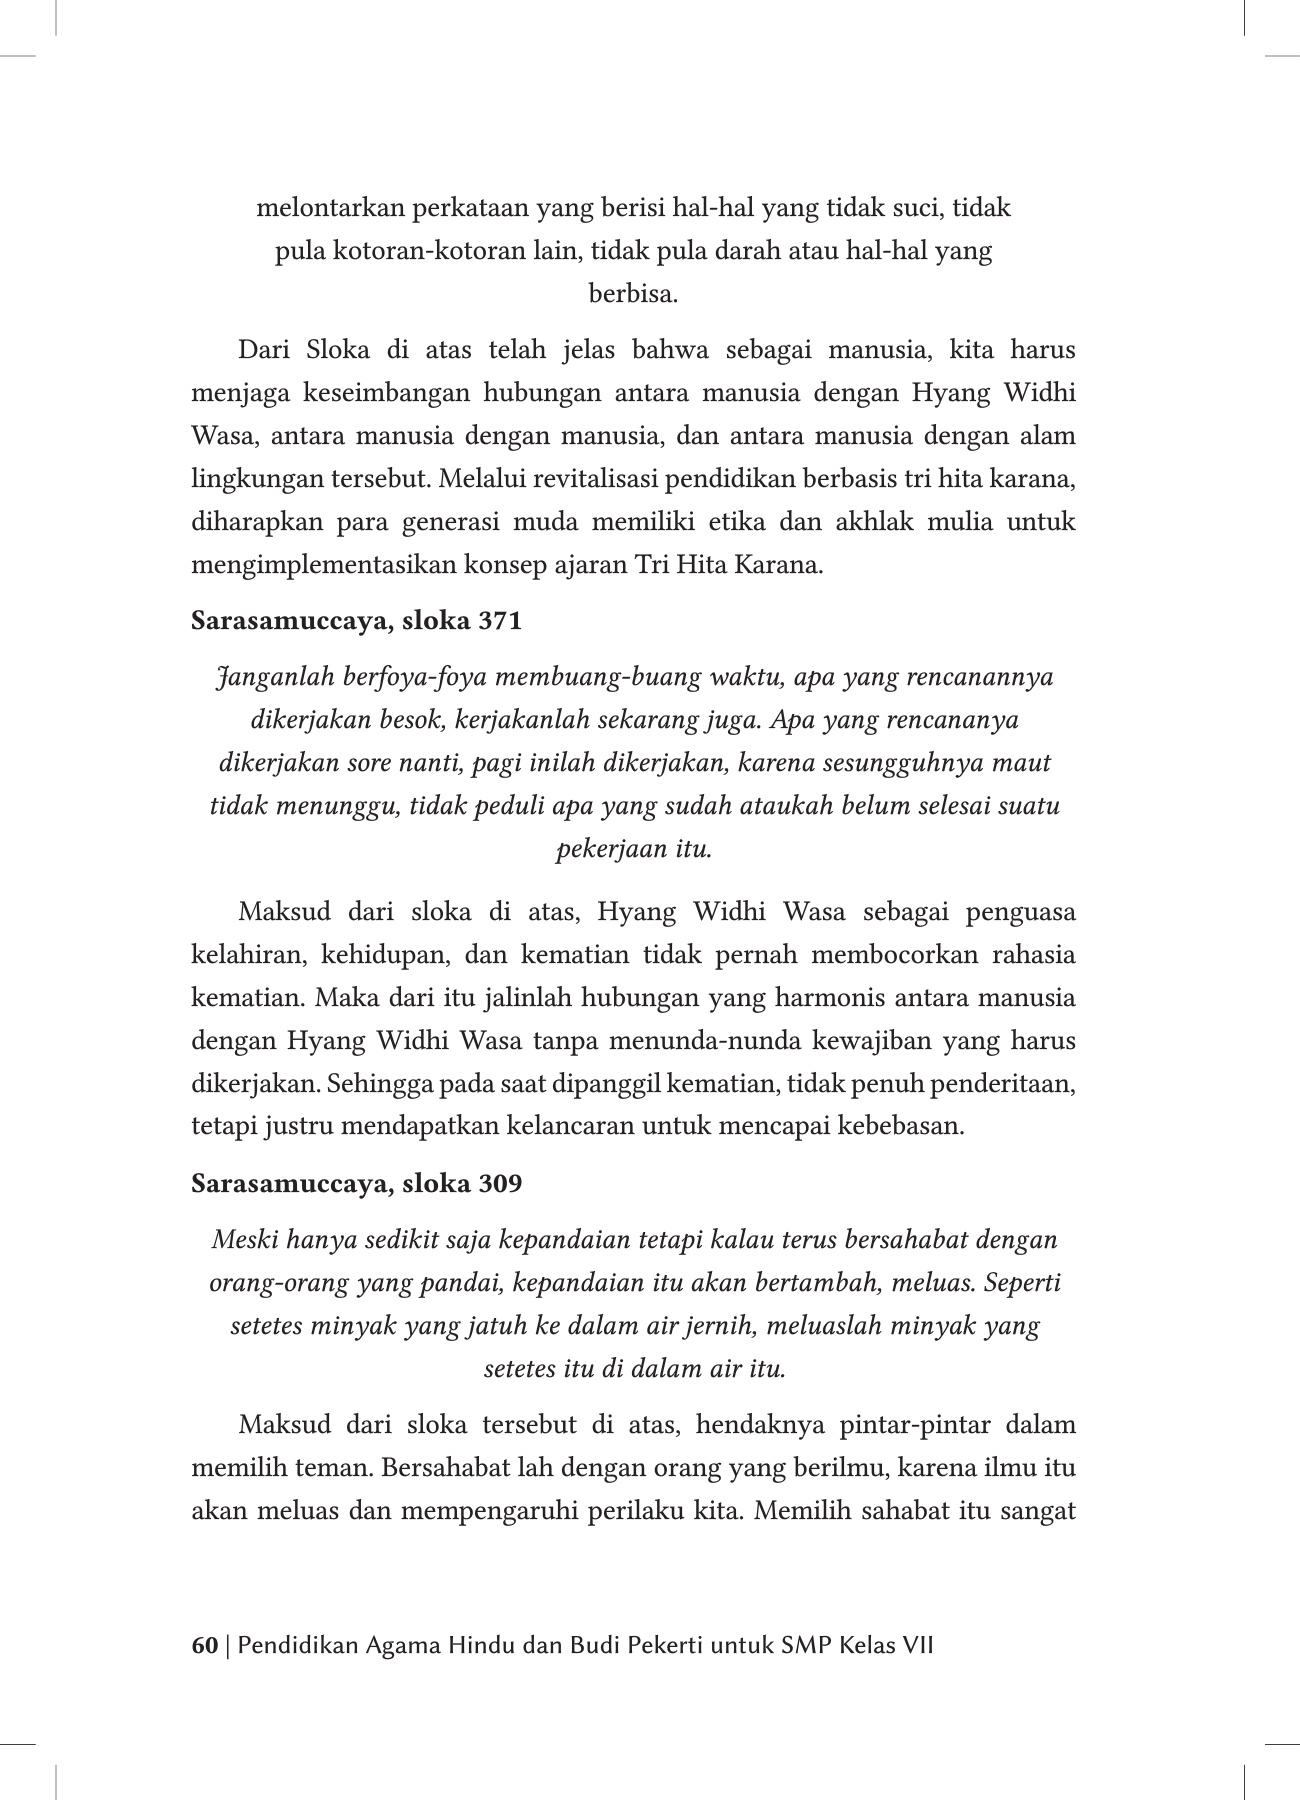 melontarkan perkataan yang berisi hal-hal yang tidak suci, tidak
pula kotoran-kotoran lain, tidak pula darah atau hal-hal yang
berbisa.
Dari Sloka di atas telah jelas bahwa sebagai manusia, kita harus
menjaga keseimbangan hubungan antara manusia dengan Hyang Widhi
Wasa, antara manusia dengan manusia, dan antara manusia dengan alam
lingkungan tersebut. Melalui revitalisasi pendidikan berbasis tri hita karana,
diharapkan para generasi muda memiliki etika dan akhlak mulia untuk
mengimplementasikan konsep ajaran Tri Hita Karana.
Sarasamuccaya, sloka 371
Janganlah berfoya-foya membuang-buang waktu, apa yang rencanannya
dikerjakan besok, kerjakanlah sekarang juga. Apa yang rencananya
dikerjakan sore nanti, pagi inilah dikerjakan, karena sesungguhnya maut
tidak menunggu, tidak peduli apa yang sudah ataukah belum selesai suatu
pekerjaan itu.
Maksud dari sloka di atas, Hyang Widhi Wasa sebagai penguasa
kelahiran, kehidupan, dan kematian tidak pernah membocorkan rahasia
kematian. Maka dari itu jalinlah hubungan yang harmonis antara manusia
dengan Hyang Widhi Wasa tanpa menunda-nunda kewajiban yang harus
dikerjakan. Sehingga pada saat dipanggil kematian, tidak penuh penderitaan,
tetapi justru mendapatkan kelancaran untuk mencapai kebebasan.
Sarasamuccaya, sloka 309
Meski hanya sedikit saja kepandaian tetapi kalau terus bersahabat dengan
orang-orang yang pandai, kepandaian itu akan bertambah, meluas. Seperti
setetes minyak yang jatuh ke dalam air jernih, meluaslah minyak yang
setetes itu di dalam air itu.
Maksud dari sloka tersebut di atas, hendaknya pintar-pintar dalam
memilih teman. Bersahabat lah dengan orang yang berilmu, karena ilmu itu
akan meluas dan mempengaruhi perilaku kita. Memilih sahabat itu sangat
60 | Pendidikan Agama Hindu dan Budi Pekerti untuk SMP Kelas VII